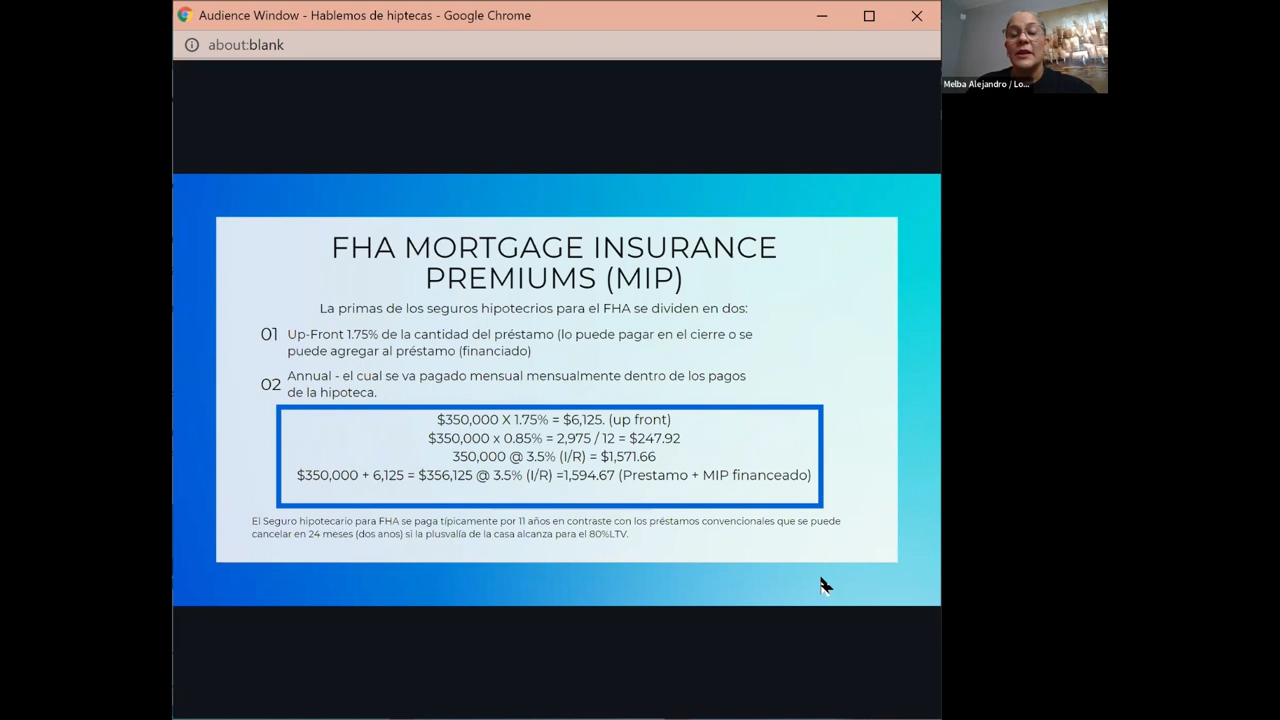 Audience Window - Hablemos de hiptecas - Google Chrome
about:blank
Melba Alejandro / Lo...
FHA MORTGAGE INSURANCE
PREMIUMS (MIP)
La primas de los seguros hipotecrios para el FHA se dividen en dos:
01 Up-Front 1.75% de la cantidad del préstamo (lo puede pagar en el cierre o se
puede agregar al préstamo (financiado)
02 Annual - el cual se va pagado mensual mensualmente dentro de los pagos
de la hipoteca.
$350,000 X 1.75% = $6,125. (up front)
$350,000 x 0.85% = 2,975 / 12 = $247.92
350,000 @ 3.5% (I/R) = $1,571.66
$350,000 + 6,125 = $356,125 @ 3.5% (I/R) =1,594.67 (Prestamo + MIP financeado)
El Seguro hipotecario para FHA se paga típicamente por 11 años en contraste con los préstamos convencionales que se puede
cancelar en 24 meses (dos anos) si la plusvalía de la casa alcanza para el 80%LTV.